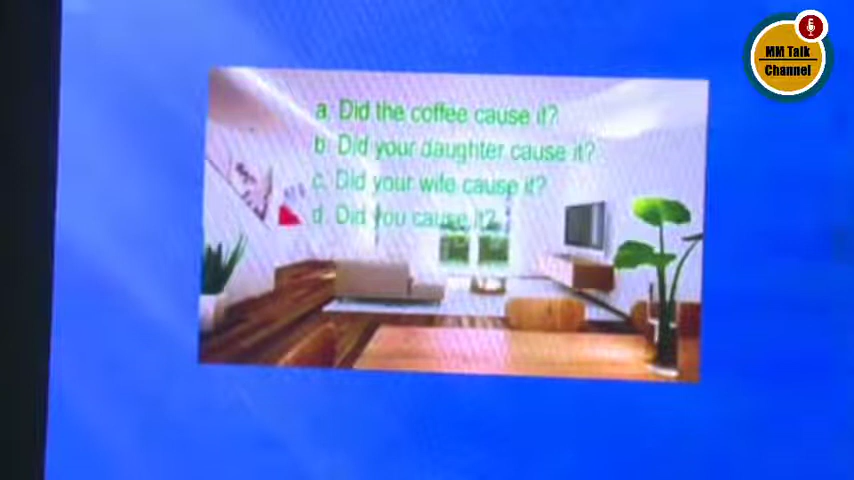 MM Talk
Channel
a. Did the coffee cause it?
b. Did your daughter cause it?
c. Did your wife cause it?
d. Did you cause it?